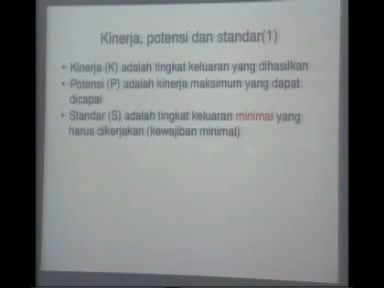 Kinerja, potensi dan standar(1)
• Kinerja (K) adalah tingkat keluaran yang dihasilkan
• Potensi (P) adalah kinerja maksimum yang dapat
dicapai
• Standar (S) adalah tingkat keluaran minimal yang
harus dikerjakan (kewajiban minimal)